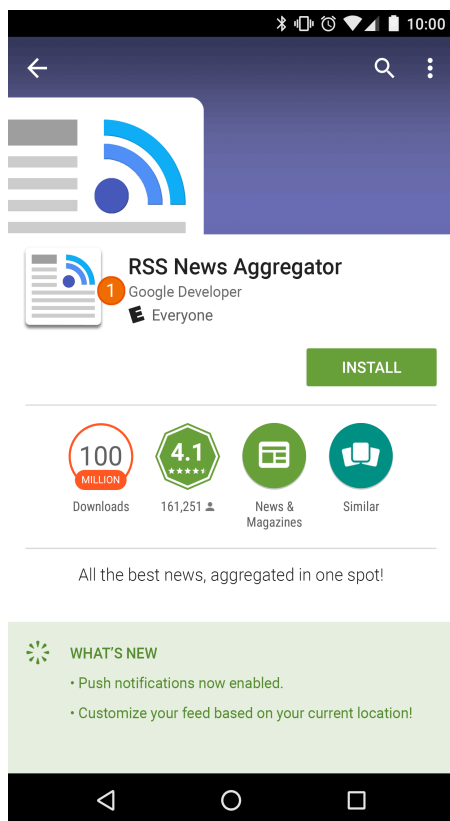 10:00
RSS News Aggregator
1
Google Developer
E Everyone
INSTALL
100
MILLION
Downloads
4.1
161,251
News &
Magazines
Similar
All the best news, aggregated in one spot!
WHAT'S NEW
• Push notifications now enabled.
• Customize your feed based on your current location!